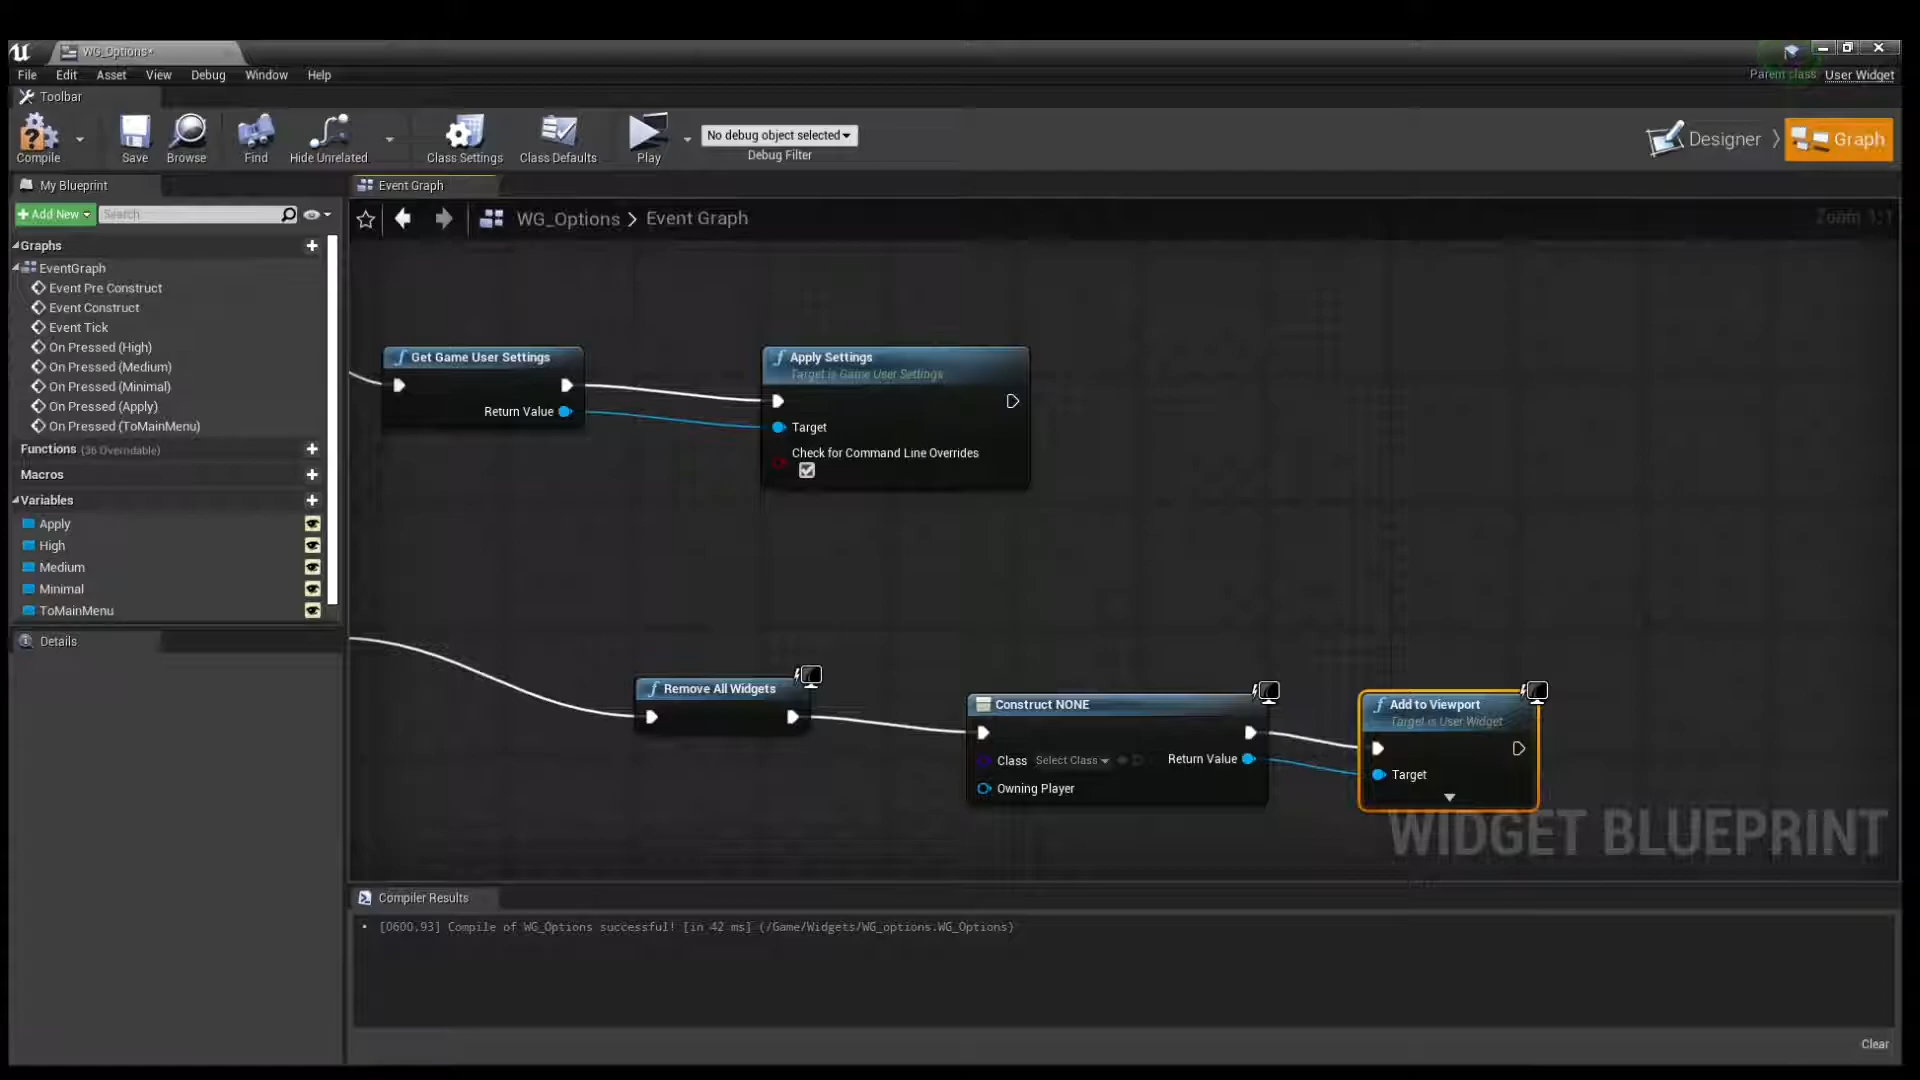 WG_Options*
File Edit Asset View Debug Window Help
Parent class: User Widget
Toolbar
Compile Save Browse Find Hide Unrelated Class Settings Class Defaults Play
No debug object selected
Debug Filter
Designer
Graph
My Blueprint
Add New
Search
Graphs
EventGraph
Event Pre Construct
Event Construct
Event Tick
On Pressed (High)
On Pressed (Medium)
On Pressed (Minimal)
On Pressed (Apply)
On Pressed (ToMainMenu)
Functions (36 Overridable)
Macros
Variables
Apply
High
Medium
Minimal
ToMainMenu
Details
Event Graph
WG_Options > Event Graph
Zoom 1:1
Get Game User Settings
Return Value
Apply Settings
Target is Game User Settings
Target
Check for Command Line Overrides
Remove All Widgets
Construct NONE
Class Select Class
Return Value
Owning Player
Add to Viewport
Target is User Widget
Target
WIDGET BLUEPRINT
Compiler Results
• [0600.93] Compile of WG_Options successful! [in 42 ms] (/Game/Widgets/WG_options.WG_Options)
Clear